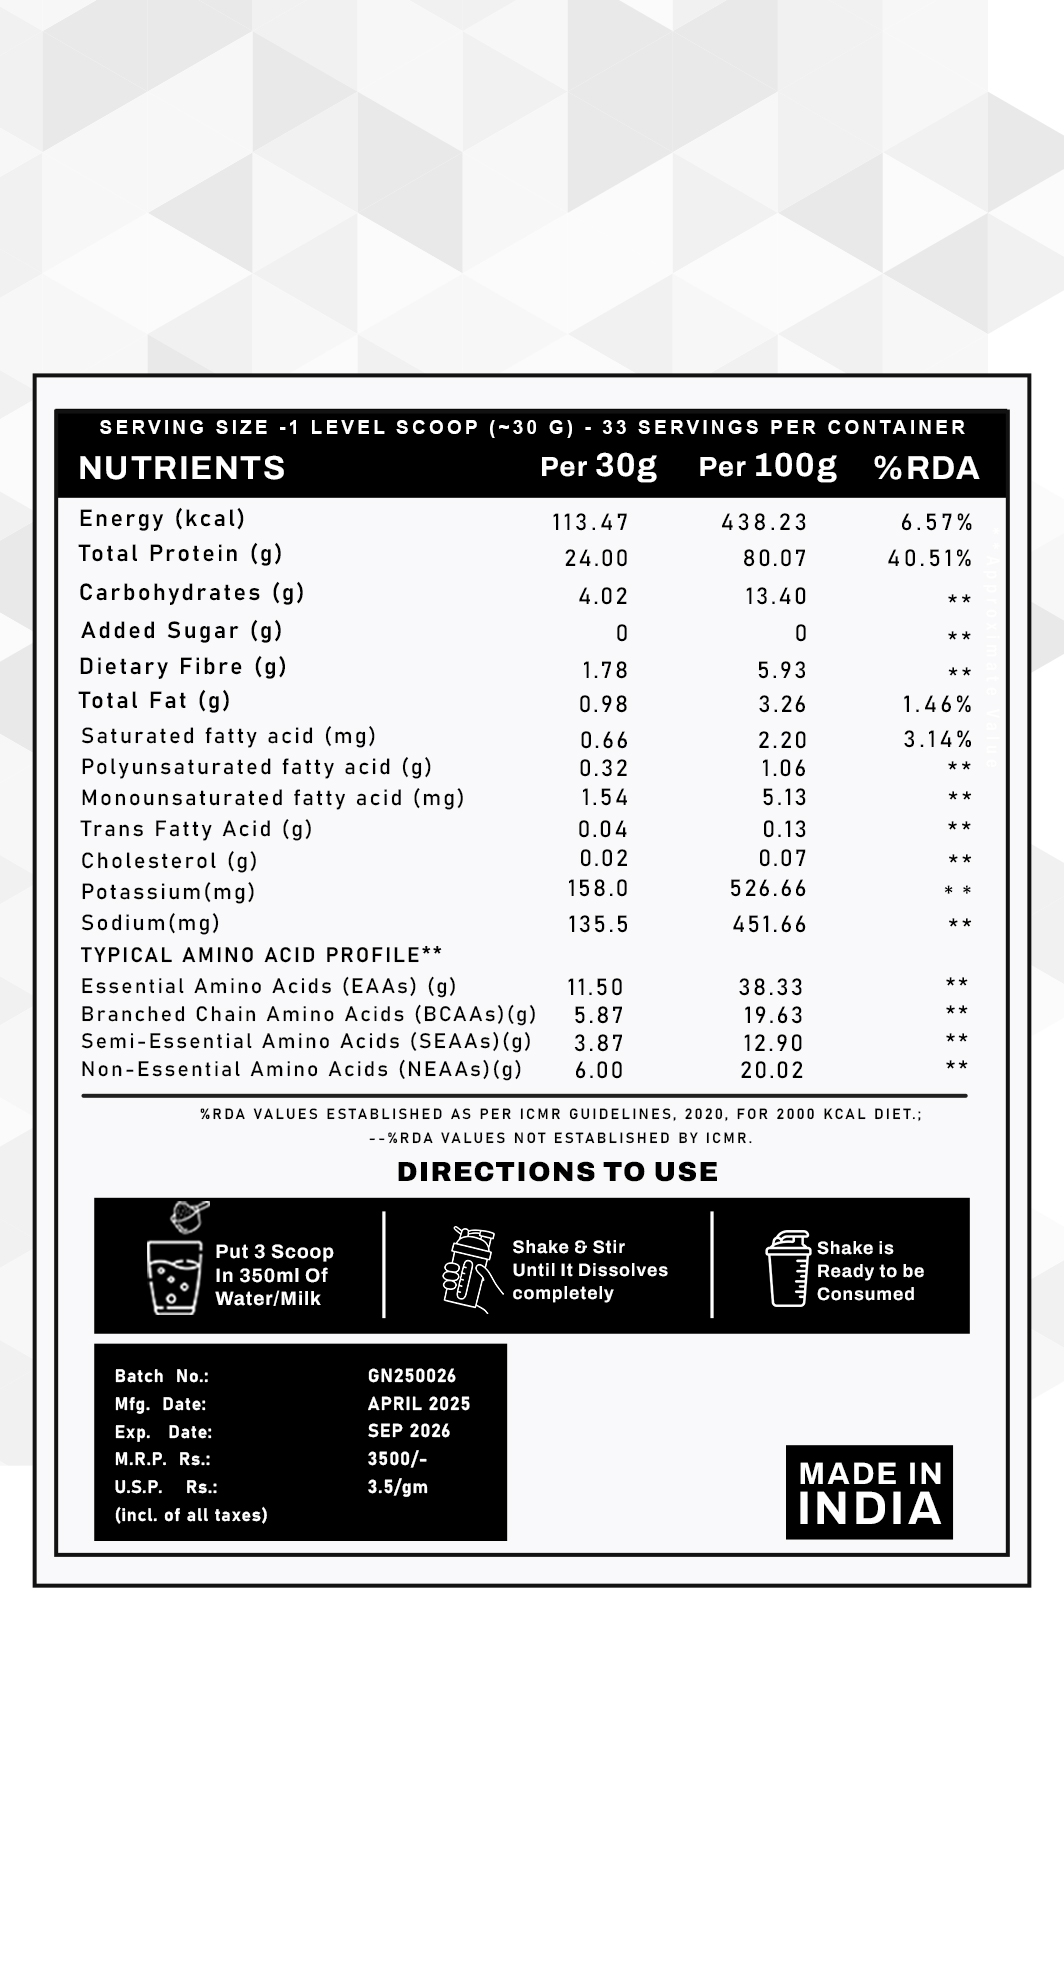 SERVING SIZE -1 LEVEL SCOOP (~30 G) - 33 SERVINGS PER CONTAINER
NUTRIENTS Per 30g Per 100g %RDA
Energy (kcal) 113.47 438.23 6.57%
Total Protein (g) 24.00 80.07 40.51%
Carbohydrates (g) 4.02 13.40 **
Added Sugar (g) 0 0 **
Dietary Fibre (g) 1.78 5.93 **
Total Fat (g) 0.98 3.26 1.46%
Saturated fatty acid (mg) 0.66 2.20 3.14%
Polyunsaturated fatty acid (g) 0.32 1.06 **
Monounsaturated fatty acid (mg) 1.54 5.13 **
Trans Fatty Acid (g) 0.04 0.13 **
Cholesterol (g) 0.02 0.07 **
Potassium(mg) 158.0 526.66 **
Sodium(mg) 135.5 451.66 **
TYPICAL AMINO ACID PROFILE**
Essential Amino Acids (EAAs) (g) 11.50 38.33 **
Branched Chain Amino Acids (BCAAs)(g) 5.87 19.63 **
Semi-Essential Amino Acids (SEAAs)(g) 3.87 12.90 **
Non-Essential Amino Acids (NEAAs)(g) 6.00 20.02 **
**Approximate Value
%RDA VALUES ESTABLISHED AS PER ICMR GUIDELINES, 2020, FOR 2000 KCAL DIET.;
--%RDA VALUES NOT ESTABLISHED BY ICMR.
DIRECTIONS TO USE
Put 3 Scoop
In 350ml Of
Water/Milk
Shake & Stir
Until It Dissolves
completely
Shake is
Ready to be
Consumed
Batch No.: GN250026
Mfg. Date: APRIL 2025
Exp. Date: SEP 2026
M.R.P. Rs.: 3500/-
U.S.P. Rs.: 3.5/gm
(incl. of all taxes)
MADE IN
INDIA